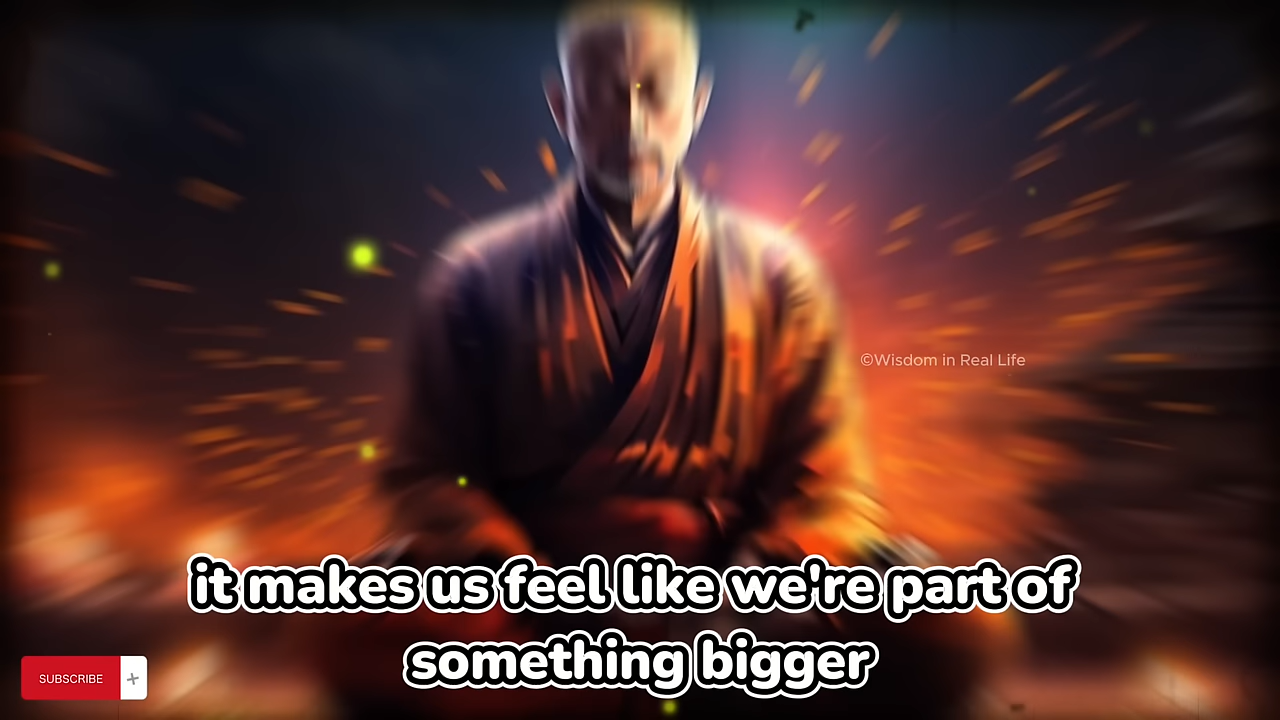 ©Wisdom in Real Life
it makes us feel like we're part of
something bigger
SUBSCRIBE